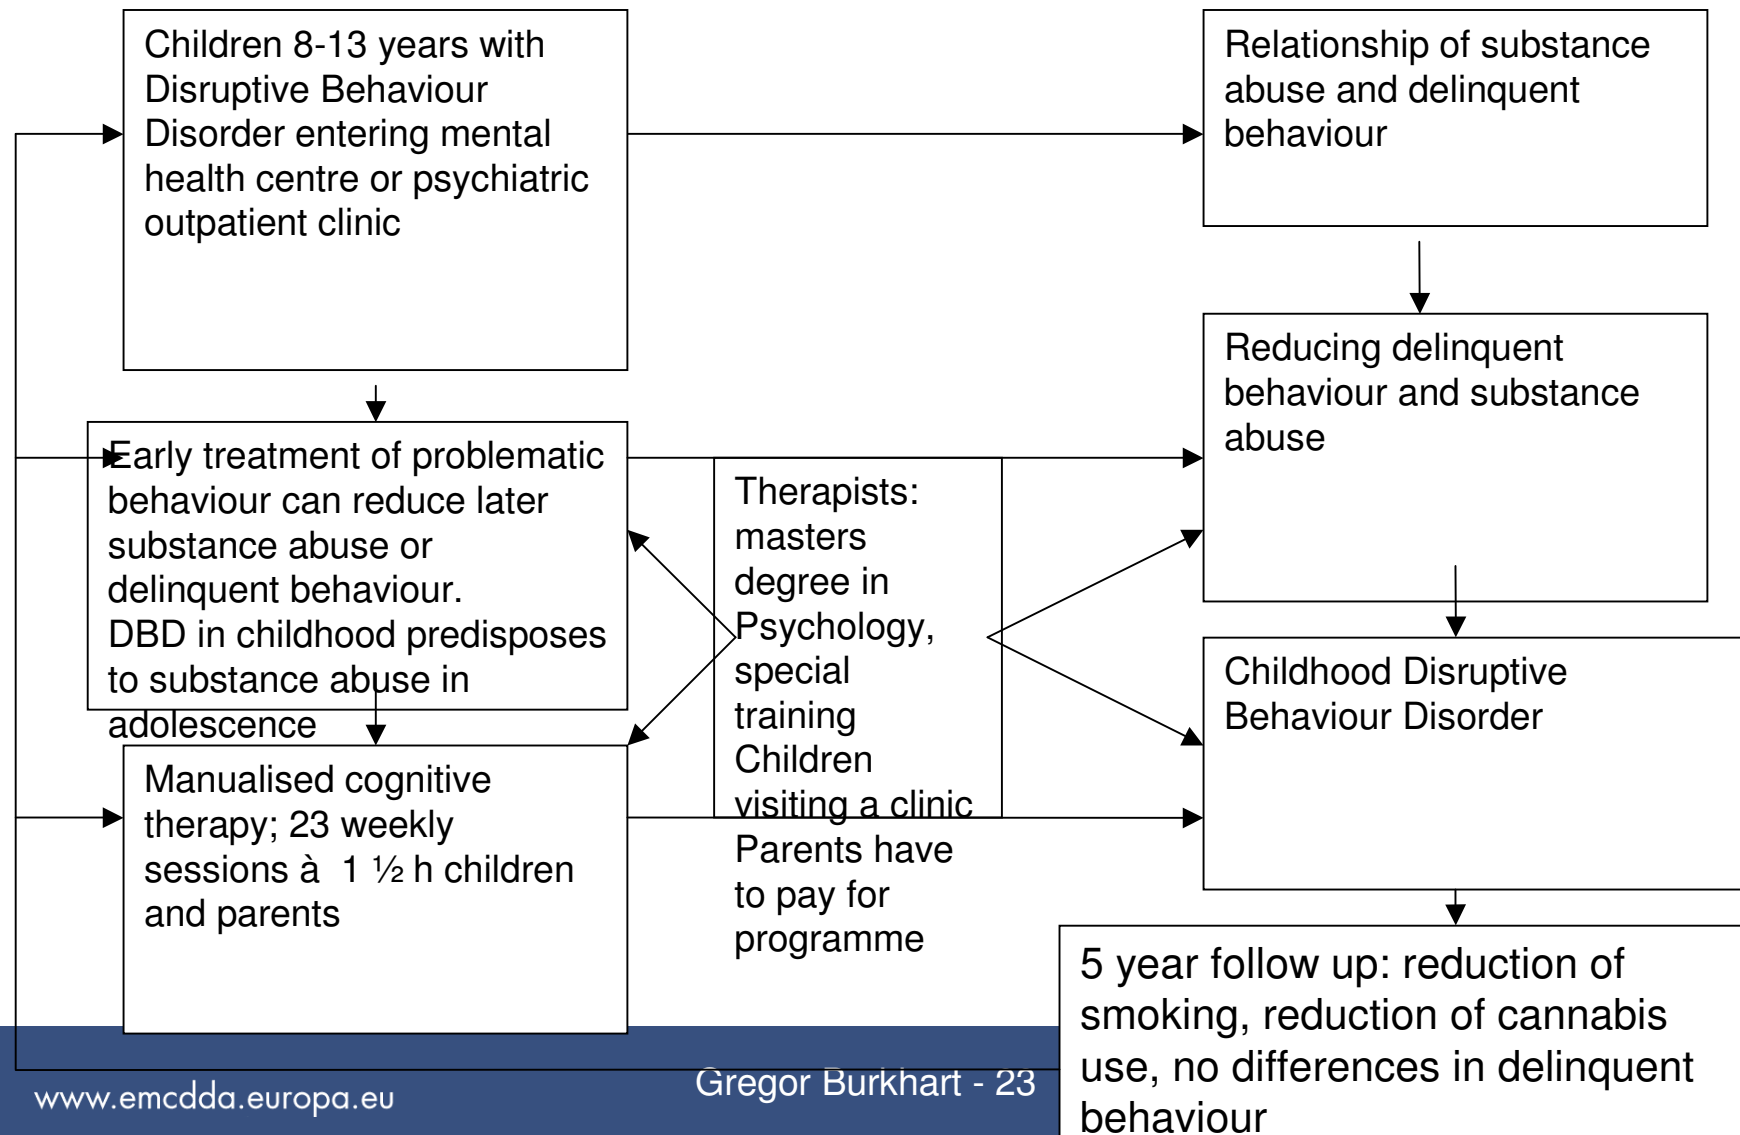 Children 8-13 years with
Disruptive Behaviour
Disorder entering mental
health centre or psychiatric
outpatient clinic
Relationship of substance
abuse and delinquent
behaviour
Early treatment of problematic
behaviour can reduce later
substance abuse or
delinquent behaviour.
DBD in childhood predisposes
to substance abuse in
adolescence
Reducing delinquent
behaviour and substance
abuse
Therapists:
masters
degree in
Psychology,
special
training
Children
visiting a clinic
Parents have
to pay for
programme
Manualised cognitive
therapy; 23 weekly
sessions à 1 ½ h children
and parents
Childhood Disruptive
Behaviour Disorder
5 year follow up: reduction of
smoking, reduction of cannabis
use, no differences in delinquent
behaviour
www.emcdda.europa.eu
Gregor Burkhart - 23